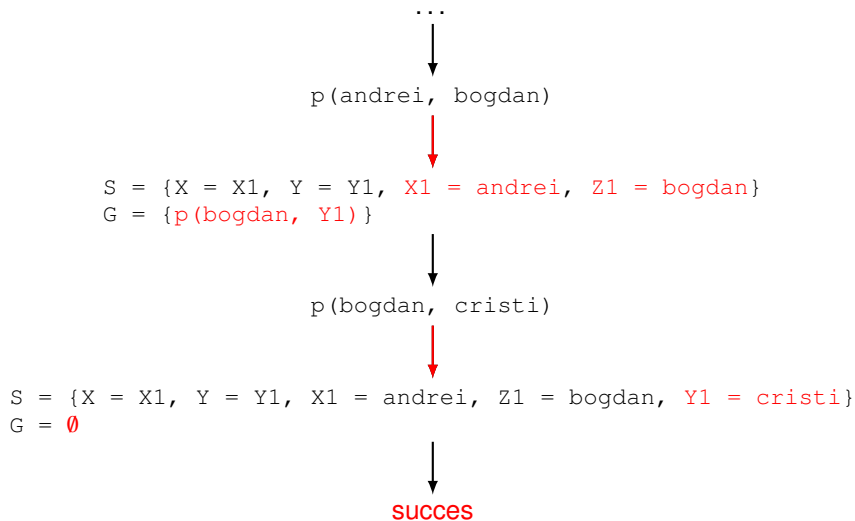 ...
p(andrei, bogdan)
S = {X = X1, Y = Y1, X1 = andrei, Z1 = bogdan}
G = {p(bogdan, Y1)}
p(bogdan, cristi)
S = {X = X1, Y = Y1, X1 = andrei, Z1 = bogdan, Y1 = cristi}
G = ∅
succes